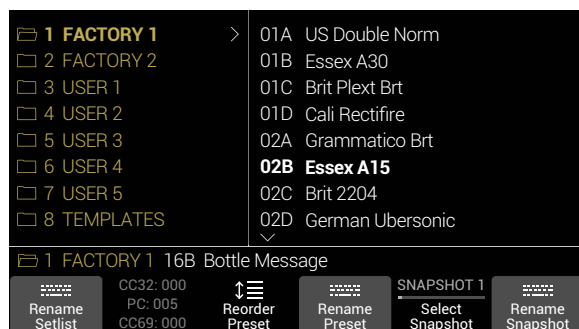 1 FACTORY 1 >
2 FACTORY 2
3 USER 1
4 USER 2
5 USER 3
6 USER 4
7 USER 5
8 TEMPLATES
01A US Double Norm
01B Essex A30
01C Brit Plext Brt
01D Cali Rectifire
02A Grammatico Brt
02B Essex A15
02C Brit 2204
02D German Ubersonic
1 FACTORY 1 16B Bottle Message
Rename
Setlist
CC32: 000
PC: 005
CC69: 000
Reorder
Preset
Rename
Preset
SNAPSHOT 1
Select
Snapshot
Rename
Snapshot